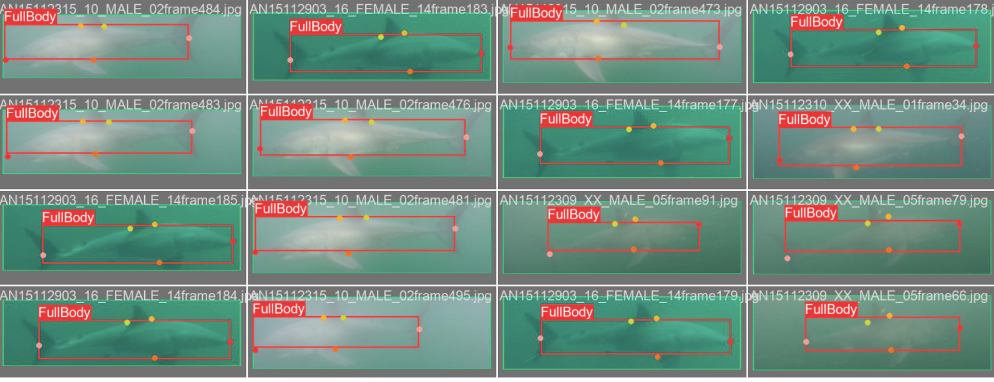 AN15112315_10_MALE_02frame484.jpg
FullBody
AN15112903_16_FEMALE_14frame183.jpg
FullBody
AN15112315_10_MALE_02frame473.jpg
FullBody
AN15112903_16_FEMALE_14frame178.jpg
FullBody
AN15112315_10_MALE_02frame483.jpg
FullBody
AN15112315_10_MALE_02frame476.jpg
FullBody
AN15112903_16_FEMALE_14frame177.jpg
FullBody
AN15112310_XX_MALE_01frame34.jpg
FullBody
AN15112903_16_FEMALE_14frame185.jpg
FullBody
AN15112315_10_MALE_02frame481.jpg
FullBody
AN15112309_XX_MALE_05frame91.jpg
FullBody
AN15112309_XX_MALE_05frame79.jpg
FullBody
AN15112903_16_FEMALE_14frame184.jpg
FullBody
AN15112315_10_MALE_02frame495.jpg
FullBody
AN15112903_16_FEMALE_14frame179.jpg
FullBody
AN15112309_XX_MALE_05frame66.jpg
FullBody